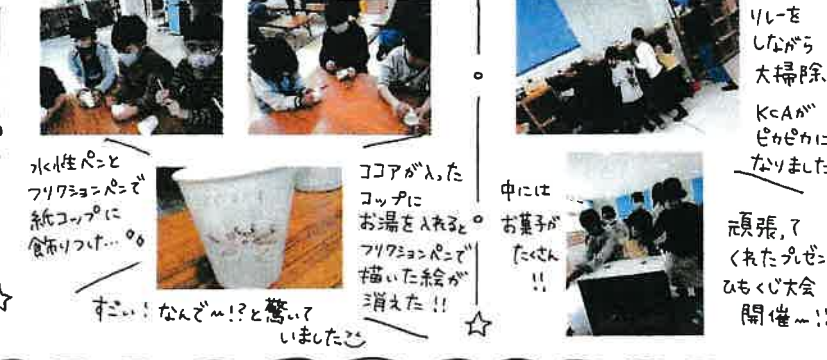 水性ペンと
フリクションペンで
紙コップに
飾りつけ…
ココアが入った
コップに
お湯を入れると
フリクションペンで
描いた絵が
消えた!!
すごい!なんで〜!?と驚いて
いました
リレーを
しながら
大掃除、
KCAが
ピカピカに
なりました
中には
お菓子が
たくさん
!!
頑張って
くれたプレゼン
ひもくじ大会
開催〜!!